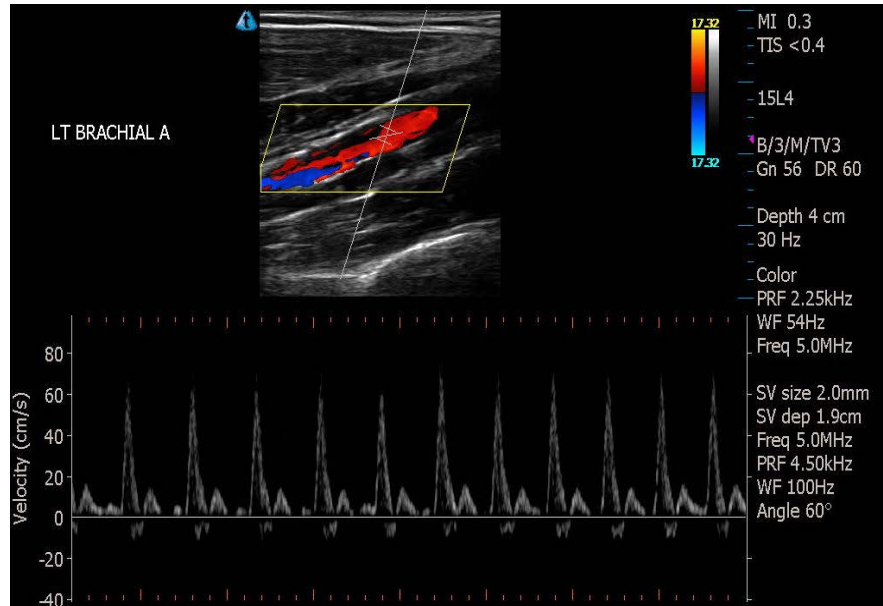 t
17.32
17.32
MI 0.3
TIS <0.4
15L4
B/3/M/TV3
Gn 56 DR 60
Depth 4 cm
30 Hz
Color
PRF 2.25kHz
WF 54Hz
Freq 5.0MHz
SV size 2.0mm
SV dep 1.9cm
Freq 5.0MHz
PRF 4.50kHz
WF 100Hz
Angle 60°
LT BRACHIAL A
Velocity (cm/s)
80
60
40
20
0
-20
-40